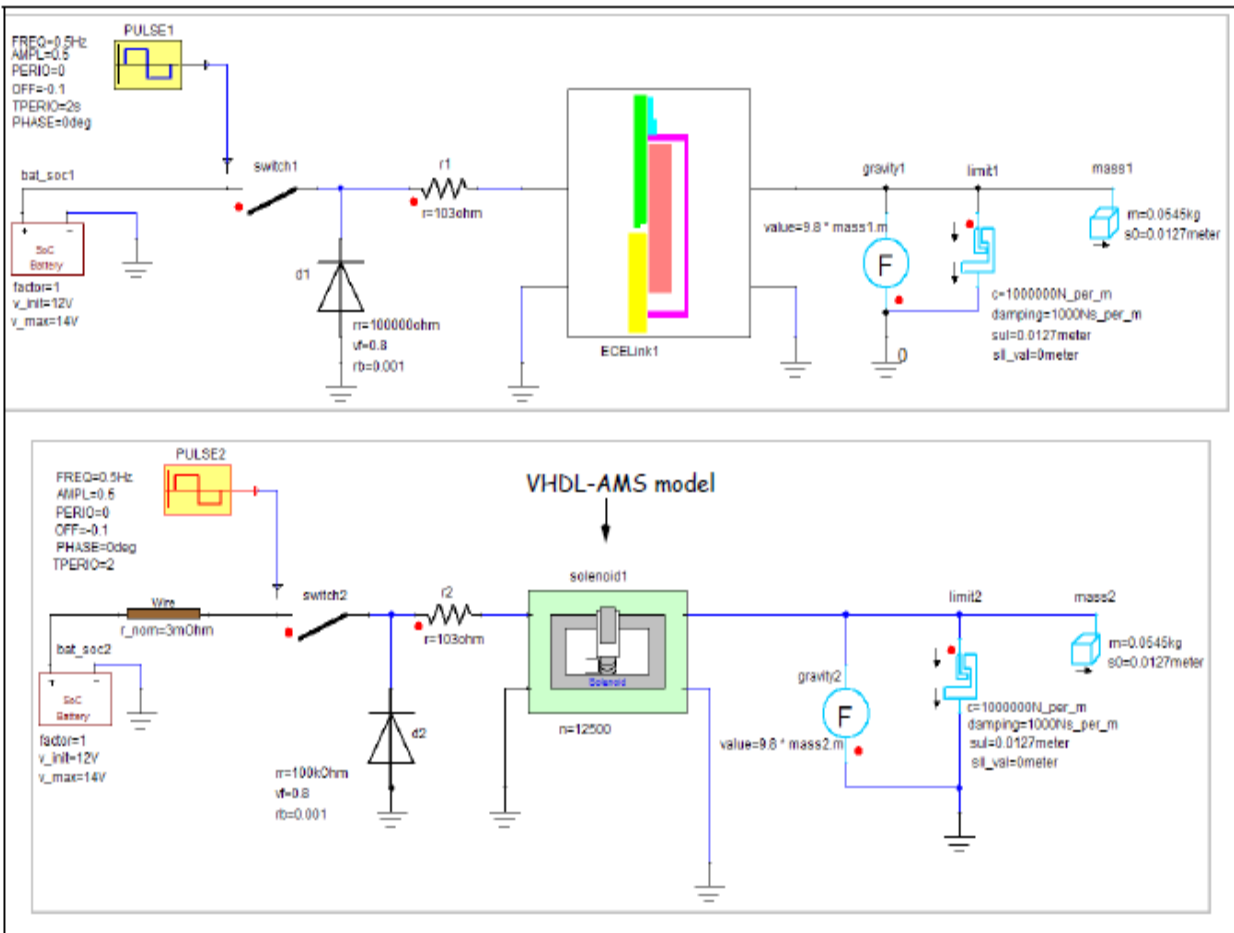 PULSE1
FREQ=0.5Hz
AMPL=0.6
PERIO=0
OFF=-0.1
TPERIO=2s
PHASE=0deg
bat_soc1
switch1
r1
r=103ohm
+ -
SoC
Battery
factor=1
v_init=12V
v_max=14V
d1
rr=100000ohm
vf=0.8
rb=0.001
ECELink1
gravity1
limit1
mass1
value=9.8 * mass1.m
F
m=0.0545kg
s0=0.0127meter
c=1000000N_per_m
damping=1000Ns_per_m
sul=0.0127meter
sll_val=0meter
0
PULSE2
FREQ=0.5Hz
AMPL=0.6
PERIO=0
OFF=-0.1
PHASE=0deg
TPERIO=2
VHDL-AMS model
Wire
r_nom=3mOhm
switch2
r2
r=103ohm
solenoid1
Solenoid
n=12500
bat_soc2
+ -
SoC
Battery
factor=1
v_init=12V
v_max=14V
d2
rr=100kOhm
vf=0.8
rb=0.001
limit2
mass2
gravity2
F
value=9.8 * mass2.m
m=0.0545kg
s0=0.0127meter
c=1000000N_per_m
damping=1000Ns_per_m
sul=0.0127meter
sll_val=0meter